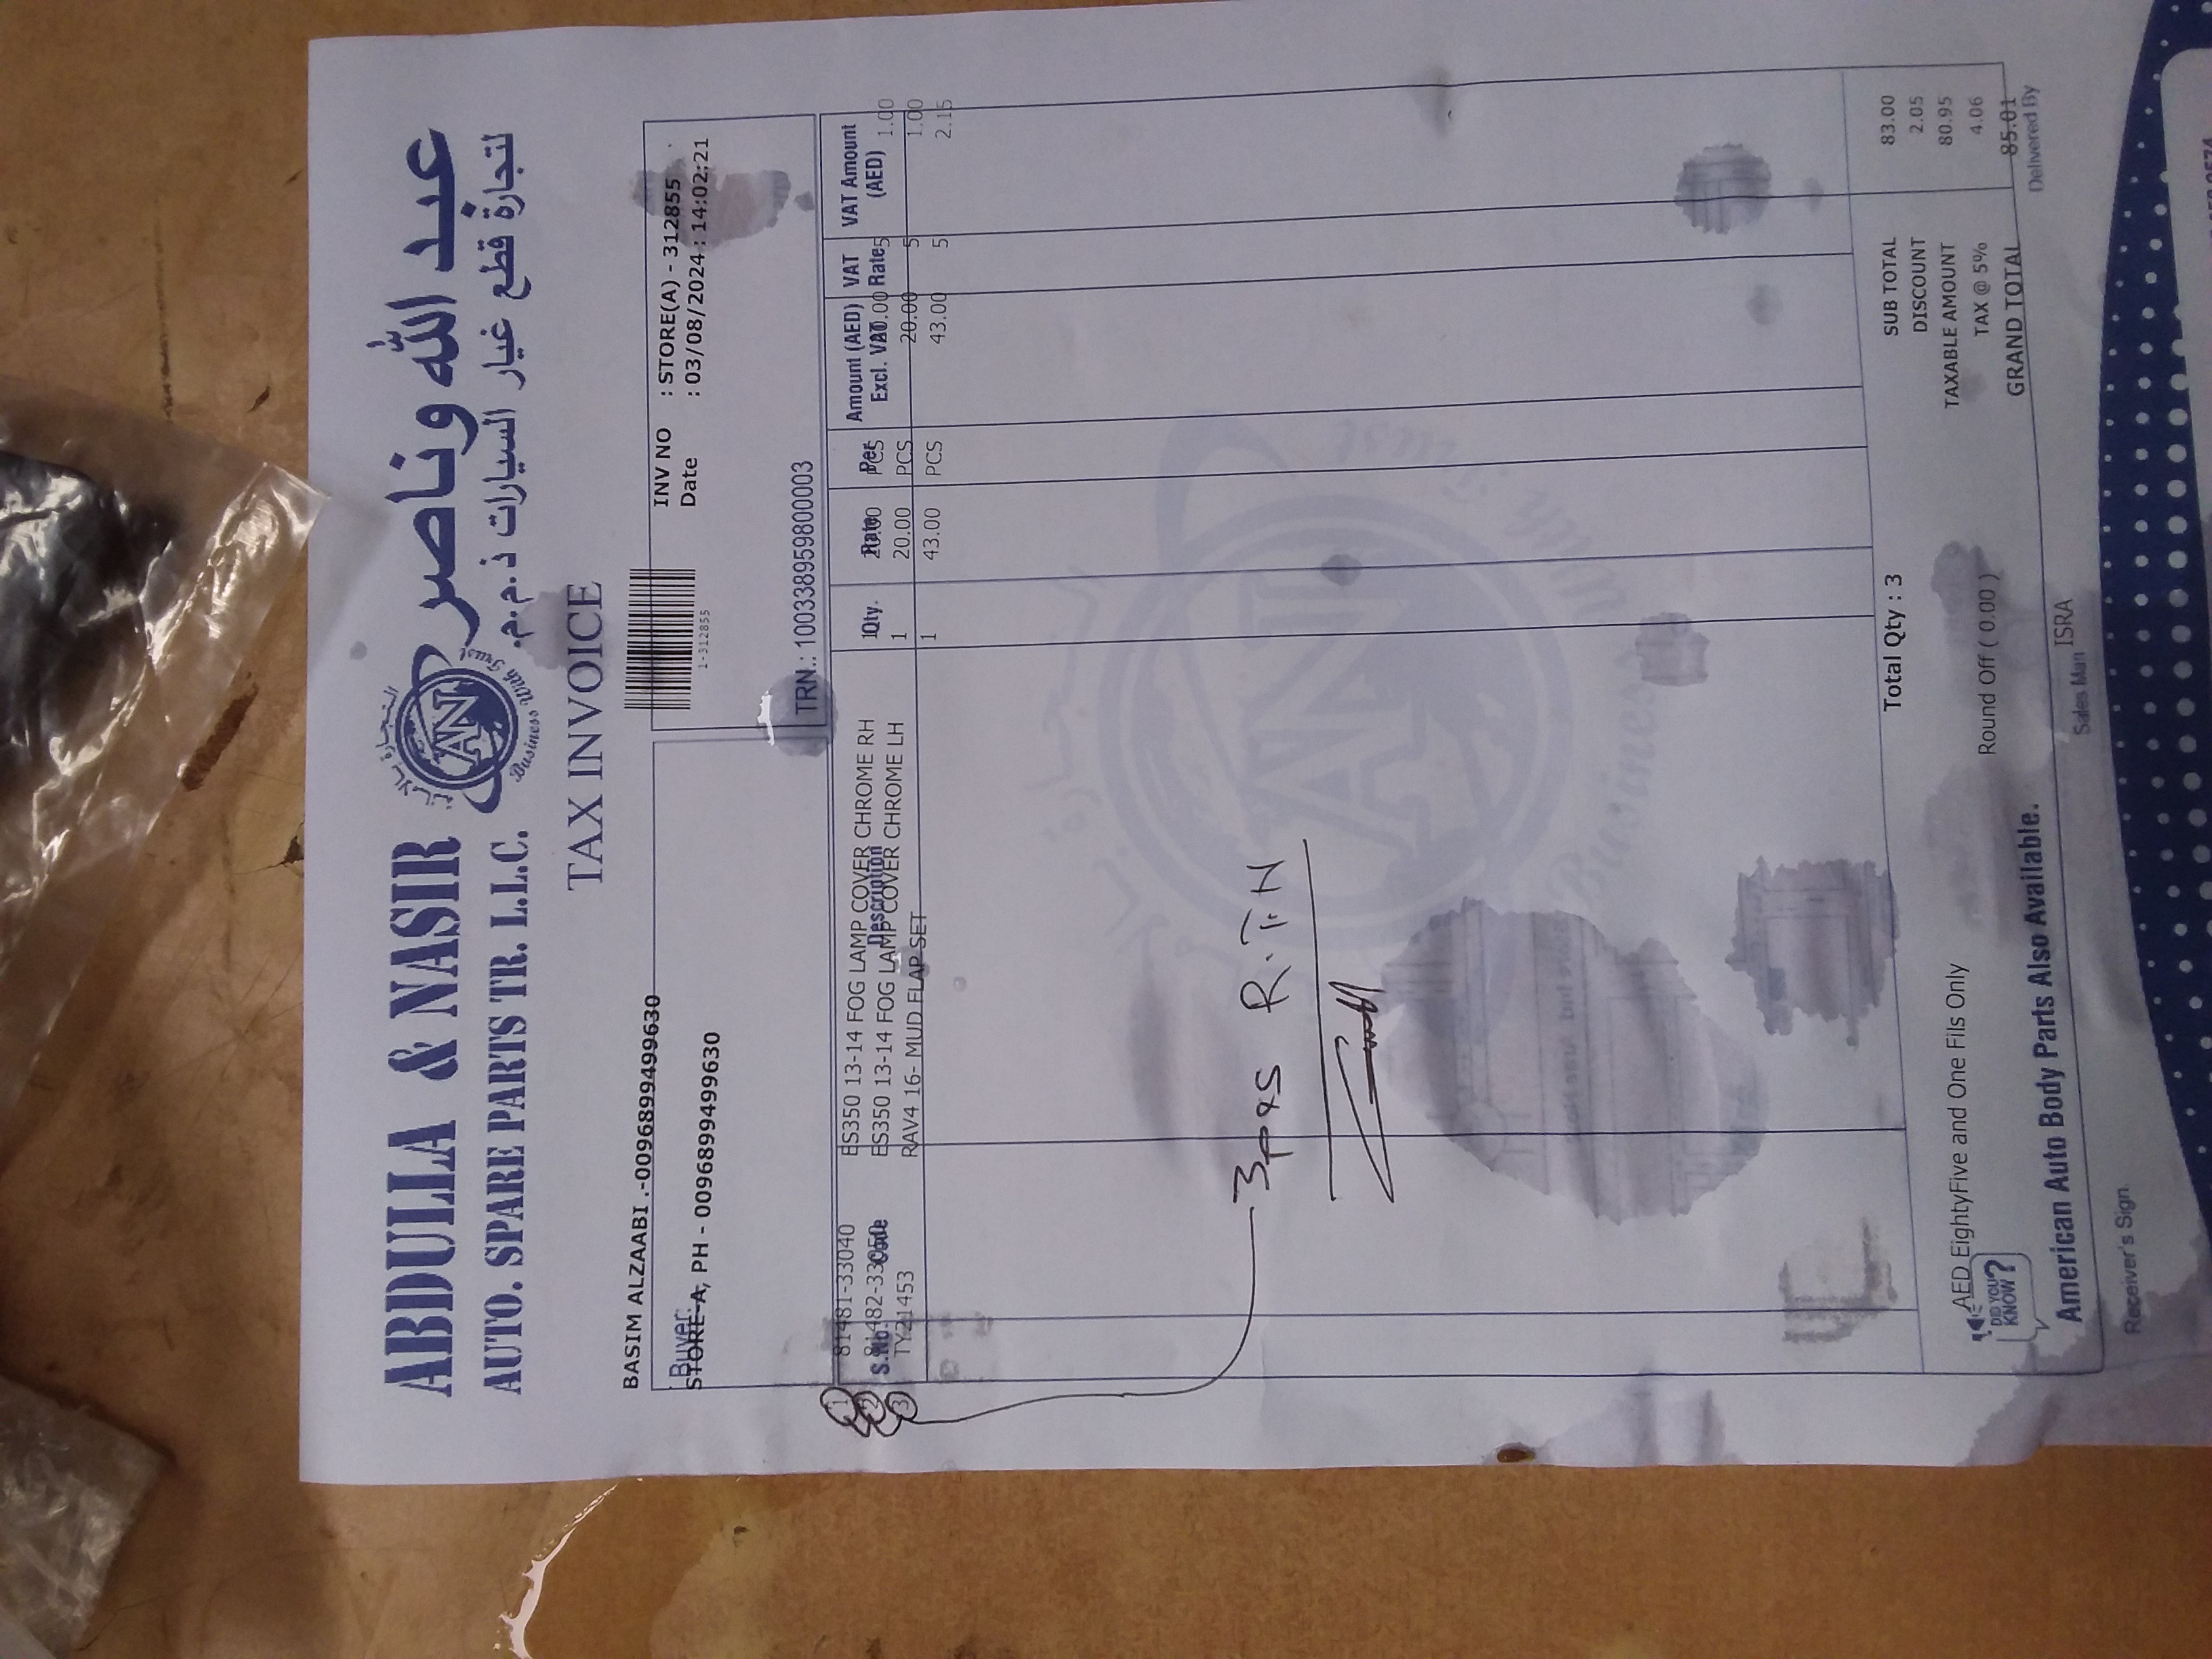 ABDULLA & NASIR
AUTO. SPARE PARTS TR. L.L.C.
AN
Business With Trust
عبد الله وناصر
لتجارة قطع غيار السيارات ذ.م.م.
TAX INVOICE
BASIM ALZAABI .-0096899499630
Buyer:
STORE-A, PH - 0096899499630
1-312855
INV NO : STORE(A) - 312855
Date : 03/08/2024 : 14:02:21
TRN.: 100338959800003
S.No. Code Description Qty. Rate Per Amount (AED) Excl. VAT VAT Rate VAT Amount (AED)
1 81481-33040 ES350 13-14 FOG LAMP COVER CHROME RH 1 20.00 PCS 20.00 5 1.00
2 81482-33050 ES350 13-14 FOG LAMP COVER CHROME LH 1 20.00 PCS 20.00 5 1.00
3 TY21453 RAV4 16- MUD FLAP SET 1 43.00 PCS 43.00 5 2.15
3 pcs R.T.N
Total Qty : 3
SUB TOTAL 83.00
DISCOUNT 2.05
TAXABLE AMOUNT 80.95
TAX @ 5% 4.06
AED EightyFive and One Fils Only
Round Off ( 0.00 )
GRAND TOTAL 85.01
DID YOU KNOW?
American Auto Body Parts Also Available.
Receiver's Sign.
Sales Man ISRA
Delivered By